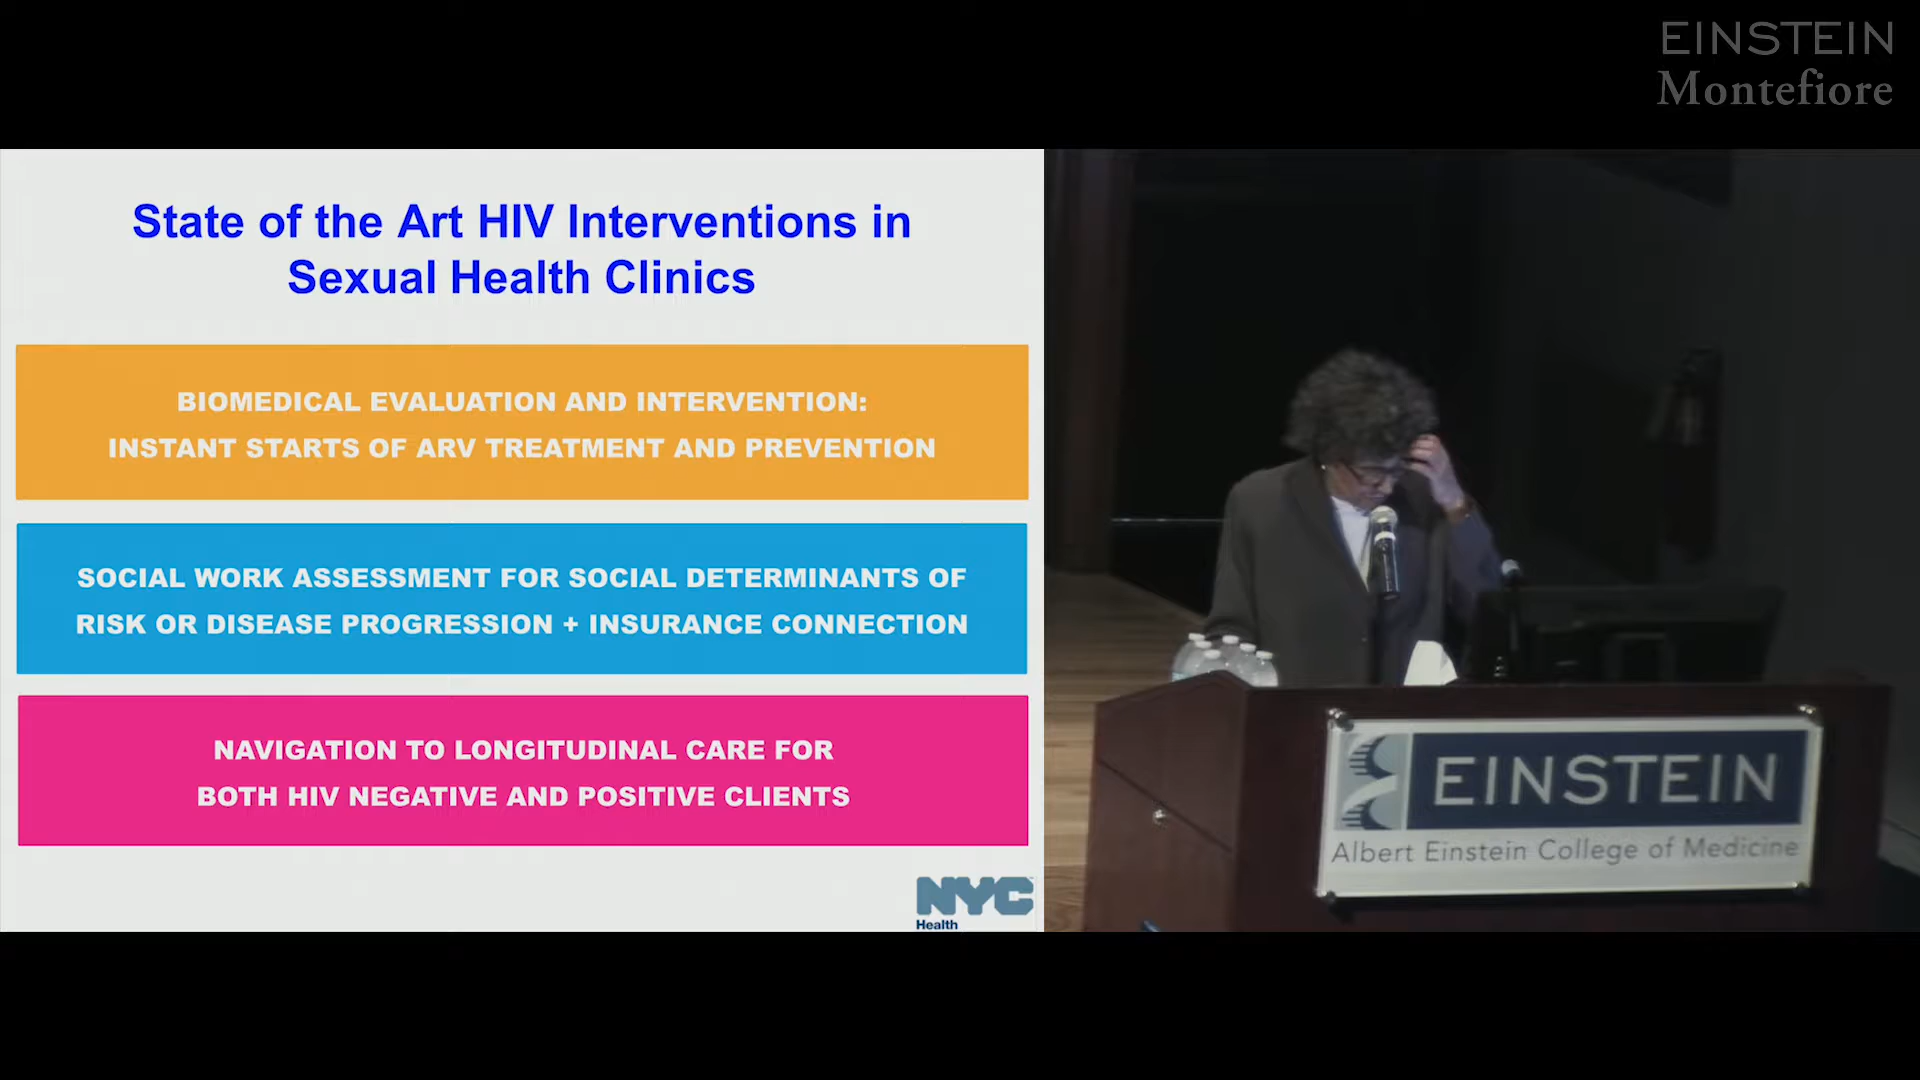 EINSTEIN
Montefiore
State of the Art HIV Interventions in
Sexual Health Clinics
BIOMEDICAL EVALUATION AND INTERVENTION:
INSTANT STARTS OF ARV TREATMENT AND PREVENTION
SOCIAL WORK ASSESSMENT FOR SOCIAL DETERMINANTS OF
RISK OR DISEASE PROGRESSION + INSURANCE CONNECTION
NAVIGATION TO LONGITUDINAL CARE FOR
BOTH HIV NEGATIVE AND POSITIVE CLIENTS
NYC
Health
EINSTEIN
Albert Einstein College of Medicine